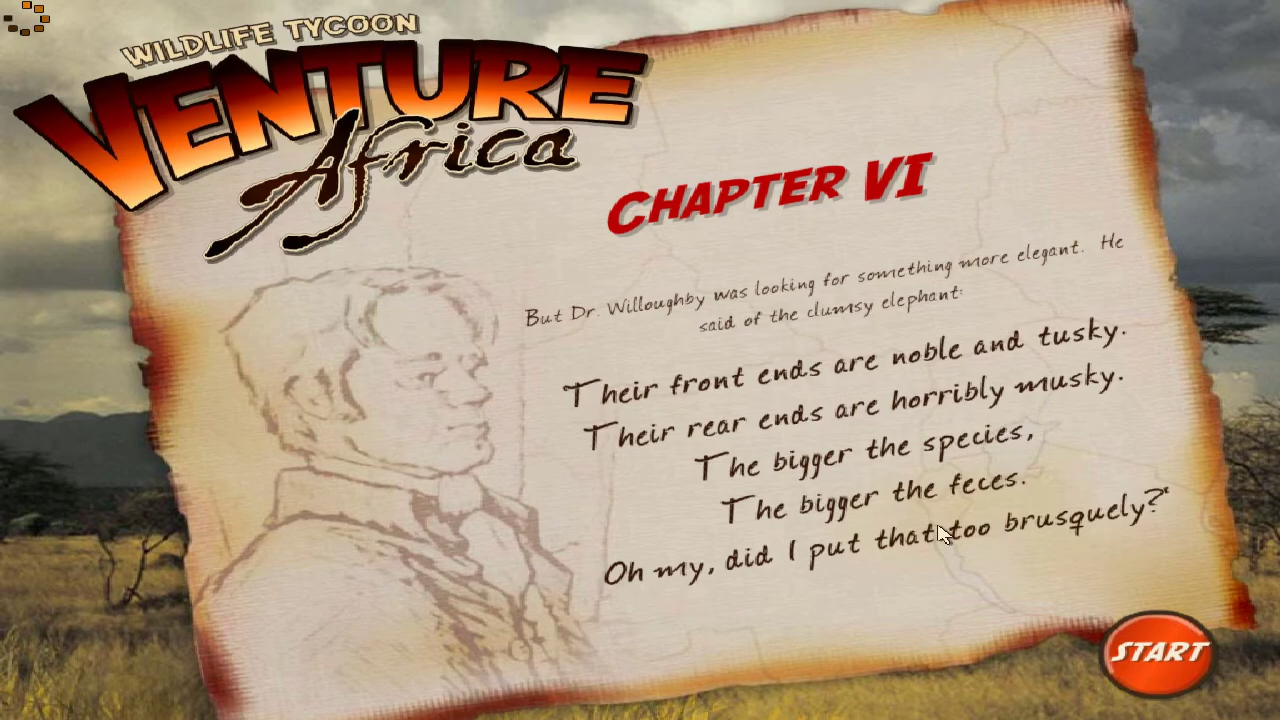 WILDLIFE TYCOON
VENTURE
Africa
CHAPTER VI
But Dr. Willoughby was looking for something more elegant. He
said of the clumsy elephant:
Their front ends are noble and tusky.
Their rear ends are horribly musky.
The bigger the species,
The bigger the feces.
Oh my, did I put that too brusquely?"
START